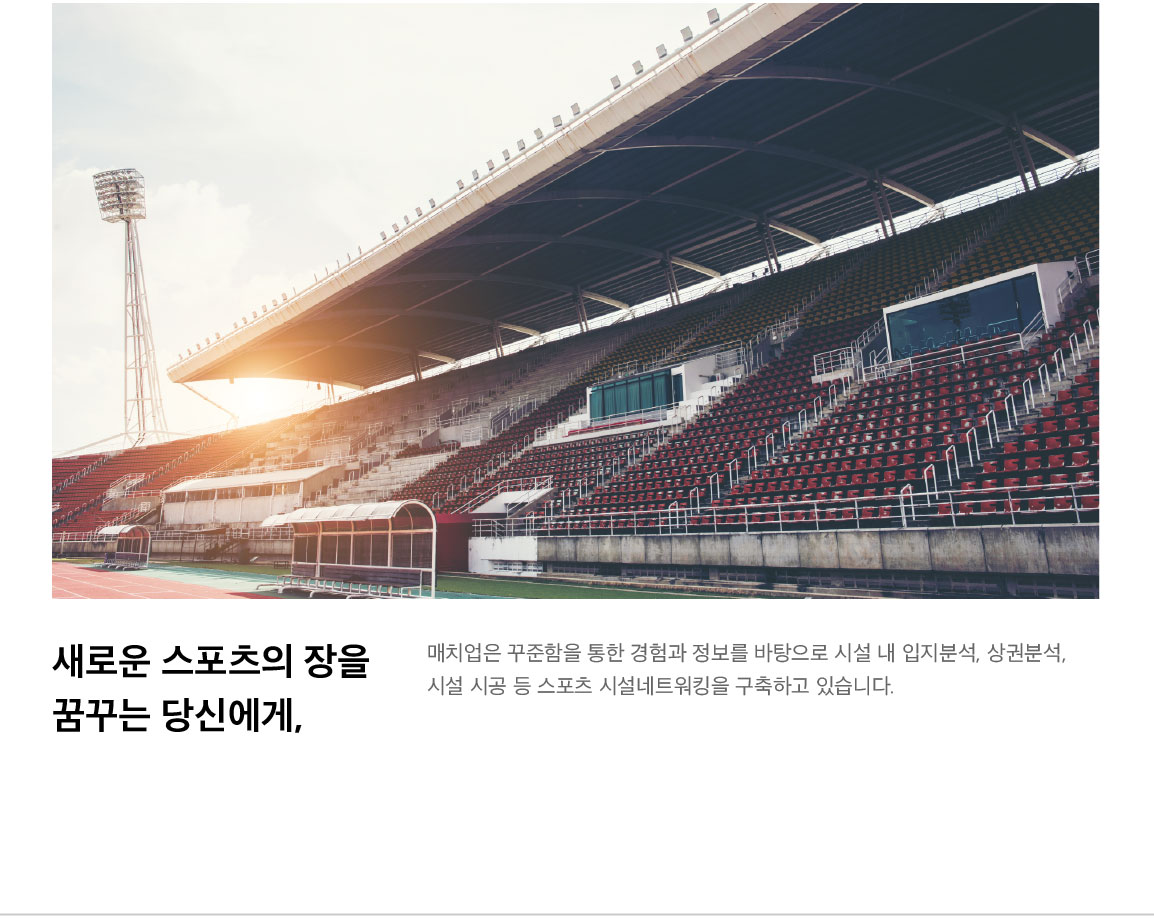 새로운 스포츠의 장을
꿈꾸는 당신에게,
매치업은 꾸준함을 통한 경험과 정보를 바탕으로 시설 내 입지분석, 상권분석,
시설 시공 등 스포츠 시설네트워킹을 구축하고 있습니다.